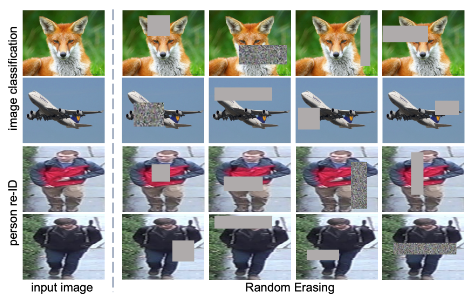 image classification
person re-ID
input image
Random Erasing